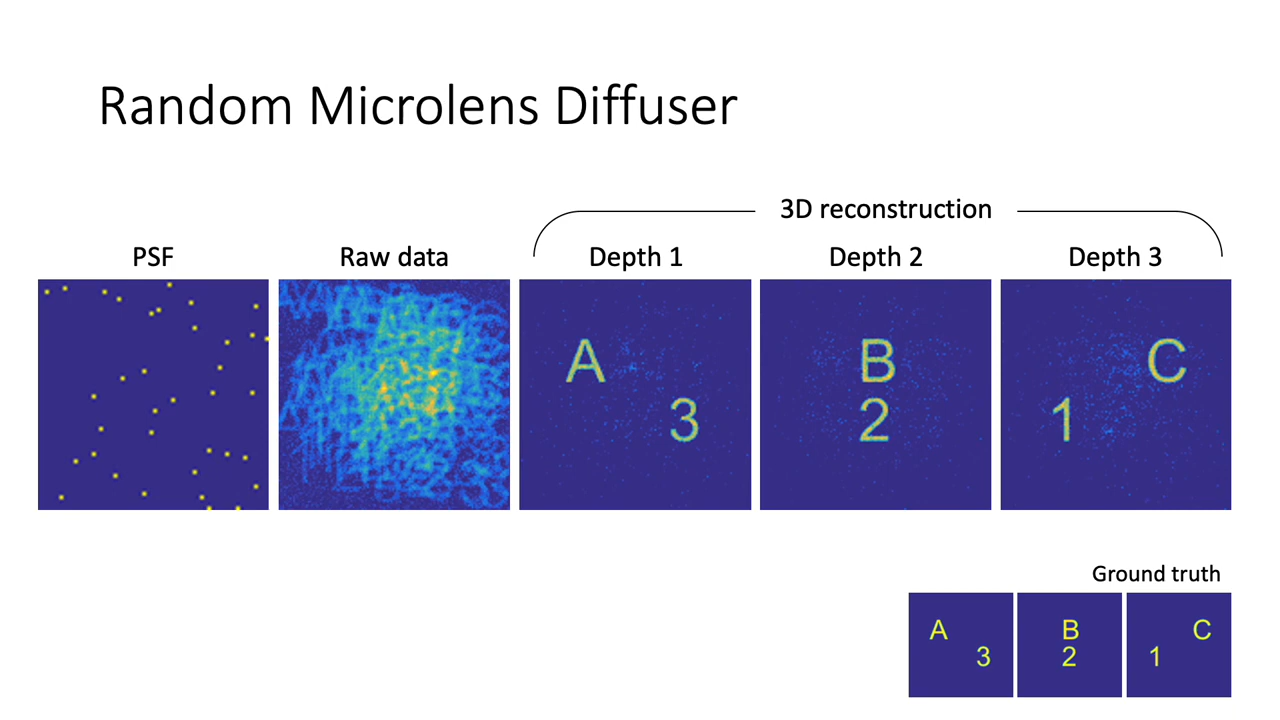 Random Microlens Diffuser
3D reconstruction
PSF
Raw data
Depth 1
Depth 2
Depth 3
A
3
B
2
C
1
Ground truth
A
3
B
2
C
1